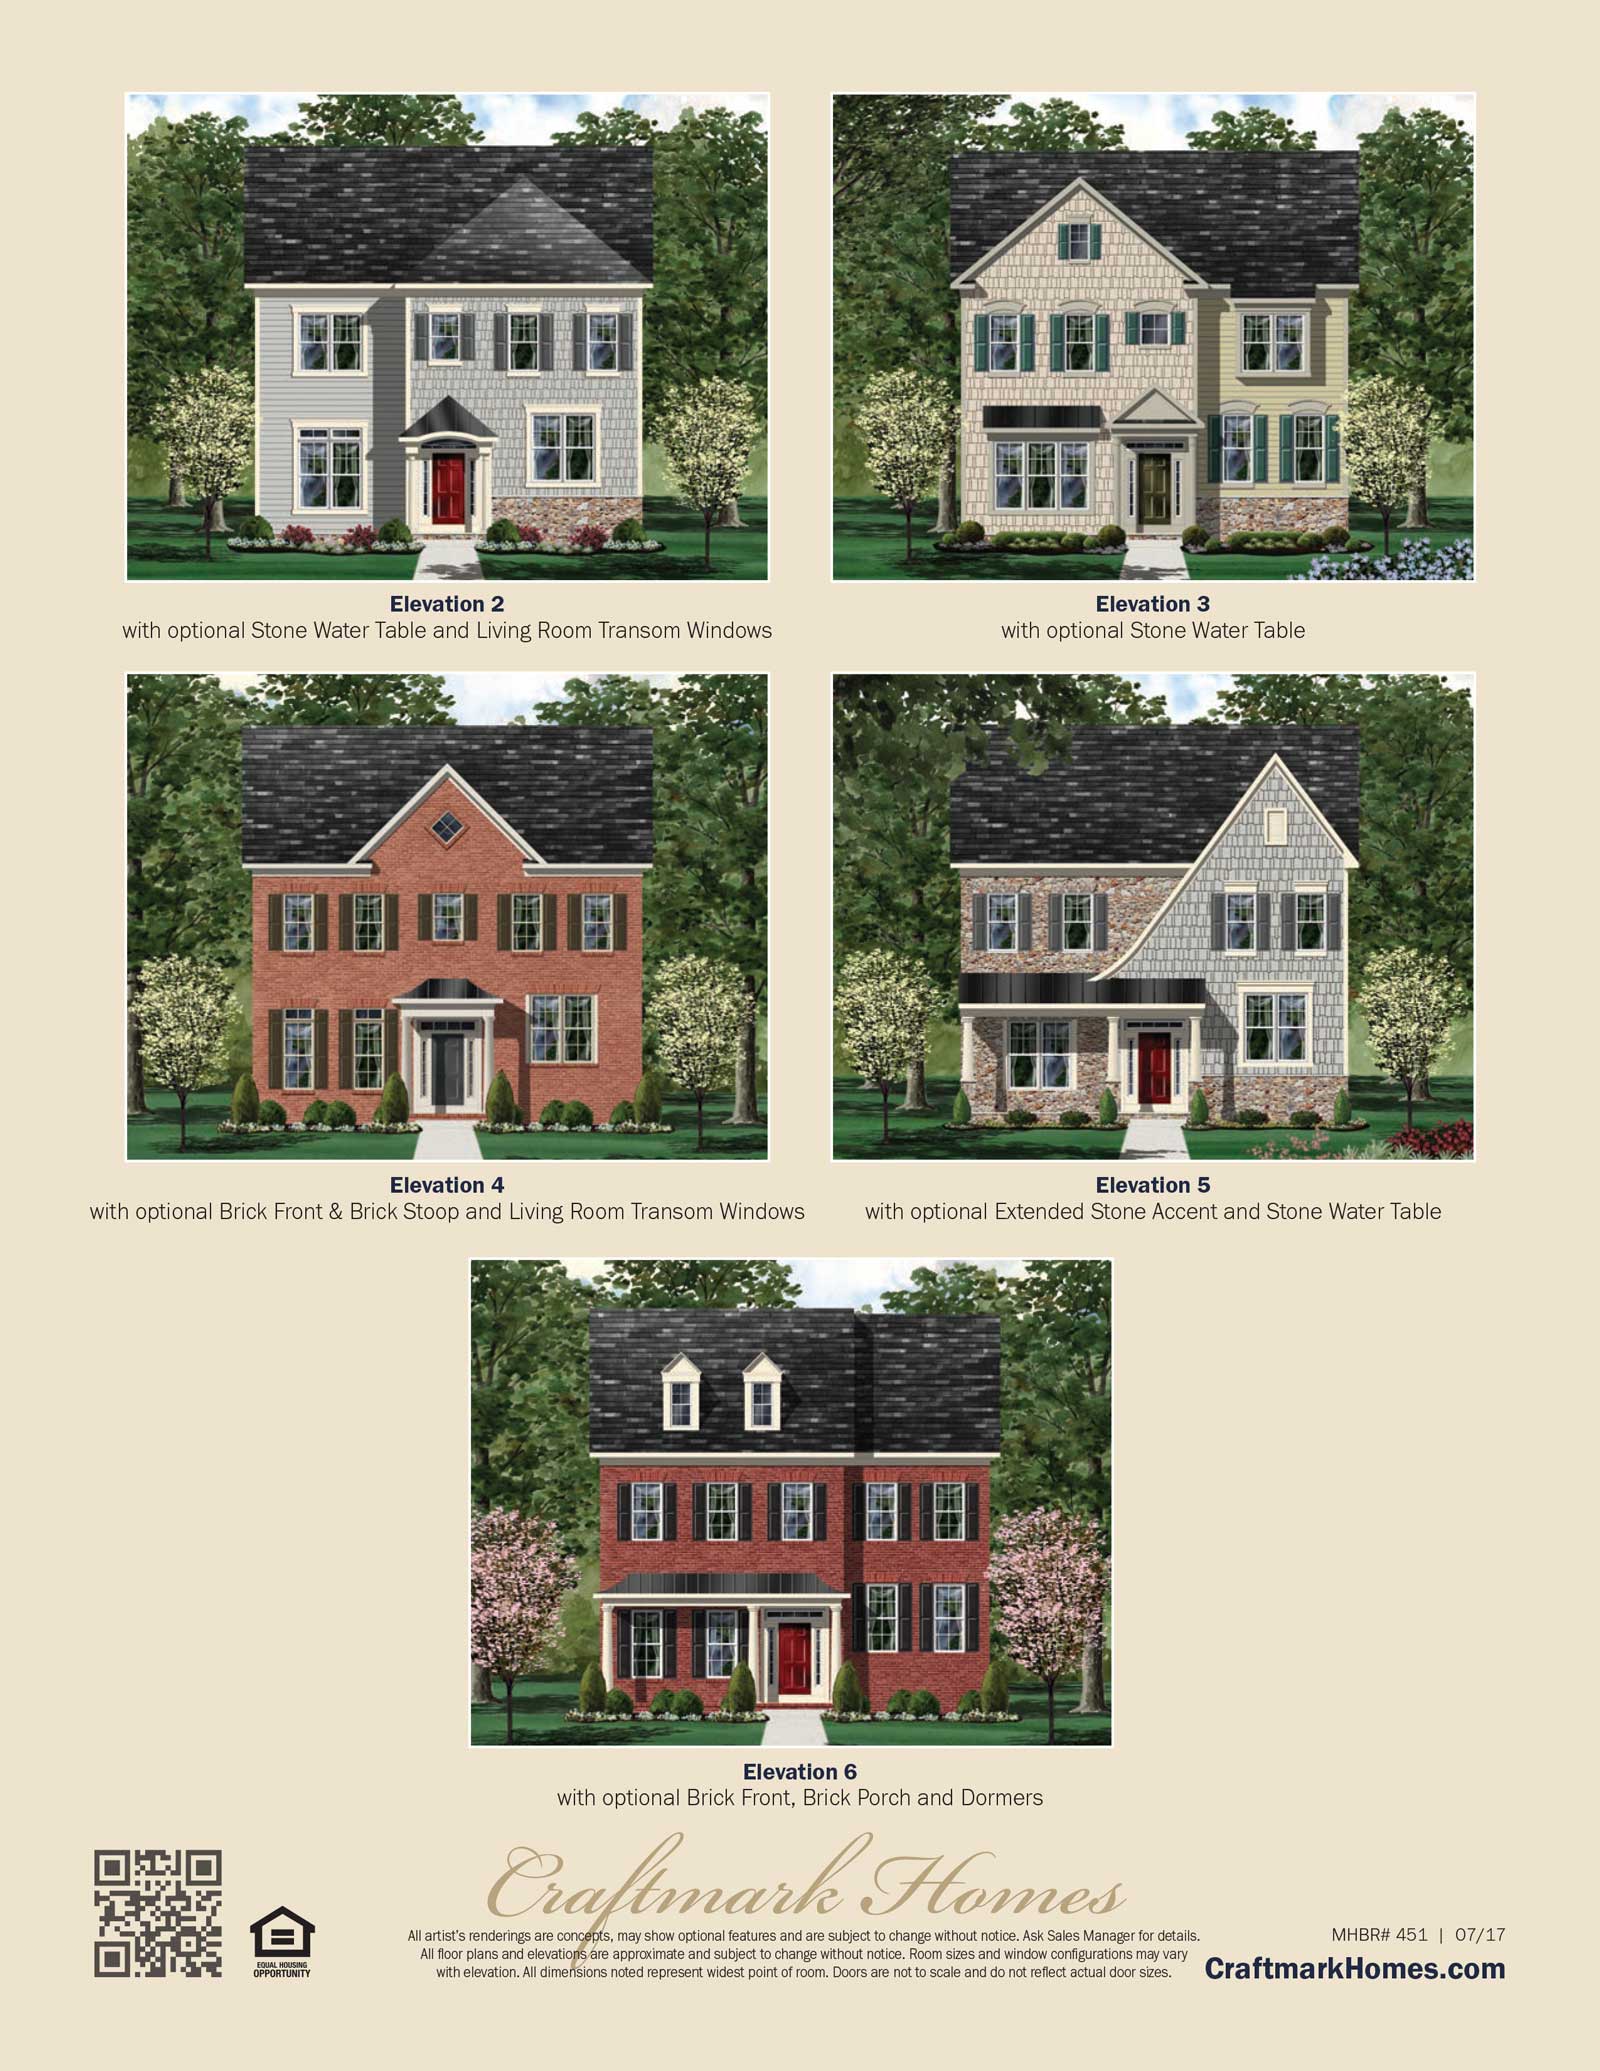 Elevation 2
with optional Stone Water Table and Living Room Transom Windows
Elevation 3
with optional Stone Water Table
Elevation 4
with optional Brick Front & Brick Stoop and Living Room Transom Windows
Elevation 5
with optional Extended Stone Accent and Stone Water Table
Elevation 6
with optional Brick Front, Brick Porch and Dormers
Craftmark Homes
EQUAL HOUSING
OPPORTUNITY
All artist's renderings are concepts, may show optional features and are subject to change without notice. Ask Sales Manager for details.
All floor plans and elevations are approximate and subject to change without notice. Room sizes and window configurations may vary
with elevation. All dimensions noted represent widest point of room. Doors are not to scale and do not reflect actual door sizes.
MHBR# 451 | 07/17
CraftmarkHomes.com